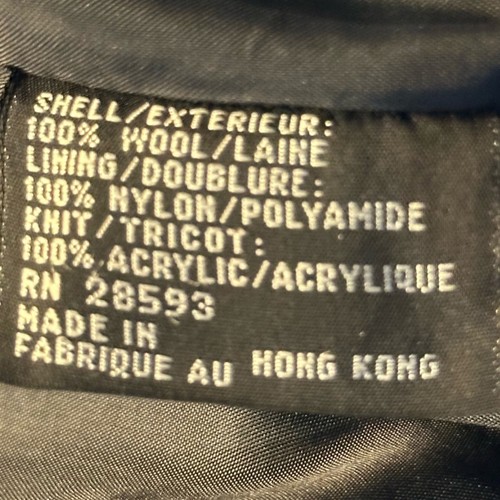 SHELL/EXTERIEUR:
100% WOOL/LAINE
LINING/DOUBLURE:
100% NYLON/POLYAMIDE
KNIT/TRICOT:
100% ACRYLIC/ACRYLIQUE
RN 28593
MADE IN
FABRIQUE AU HONG KONG